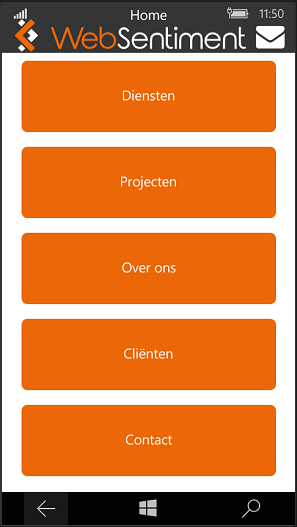 Home
11:50
WebSentiment
Diensten
Projecten
Over ons
Cliënten
Contact